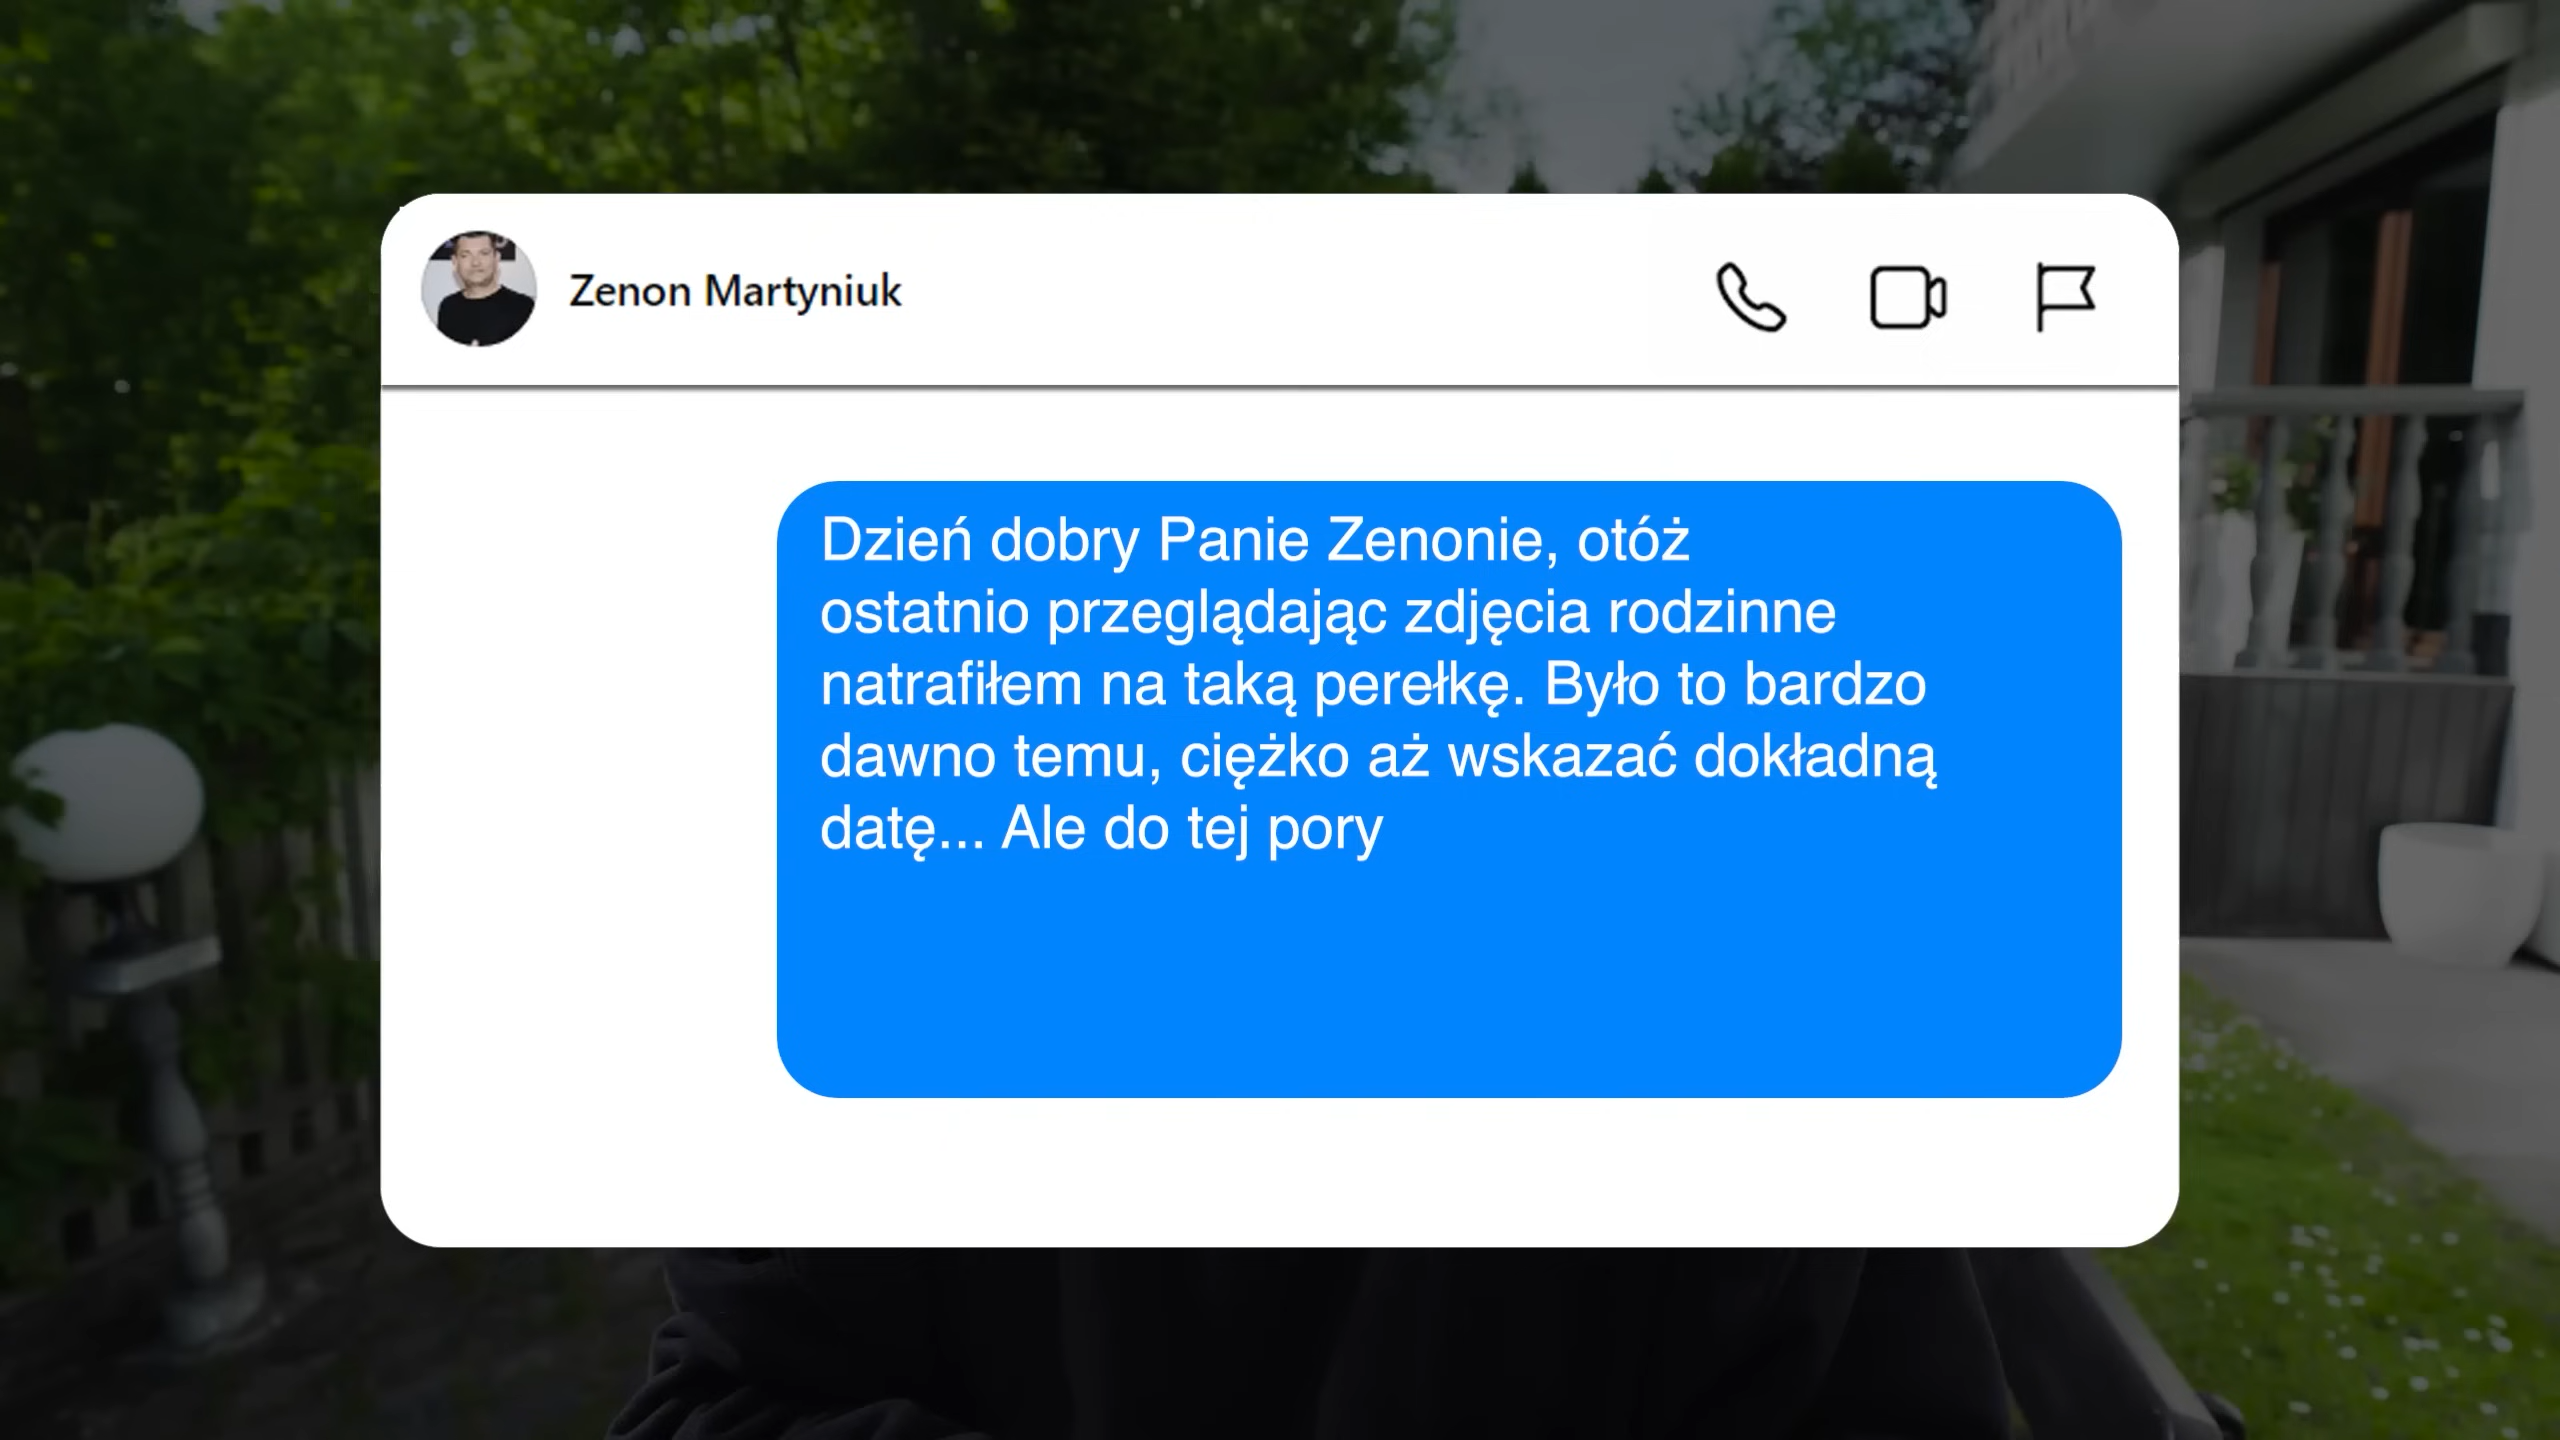 Zenon Martyniuk
Dzień dobry Panie Zenonie, otóż
ostatnio przeglądając zdjęcia rodzinne
natrafiłem na taką perełkę. Było to bardzo
dawno temu, ciężko aż wskazać dokładną
datę... Ale do tej pory